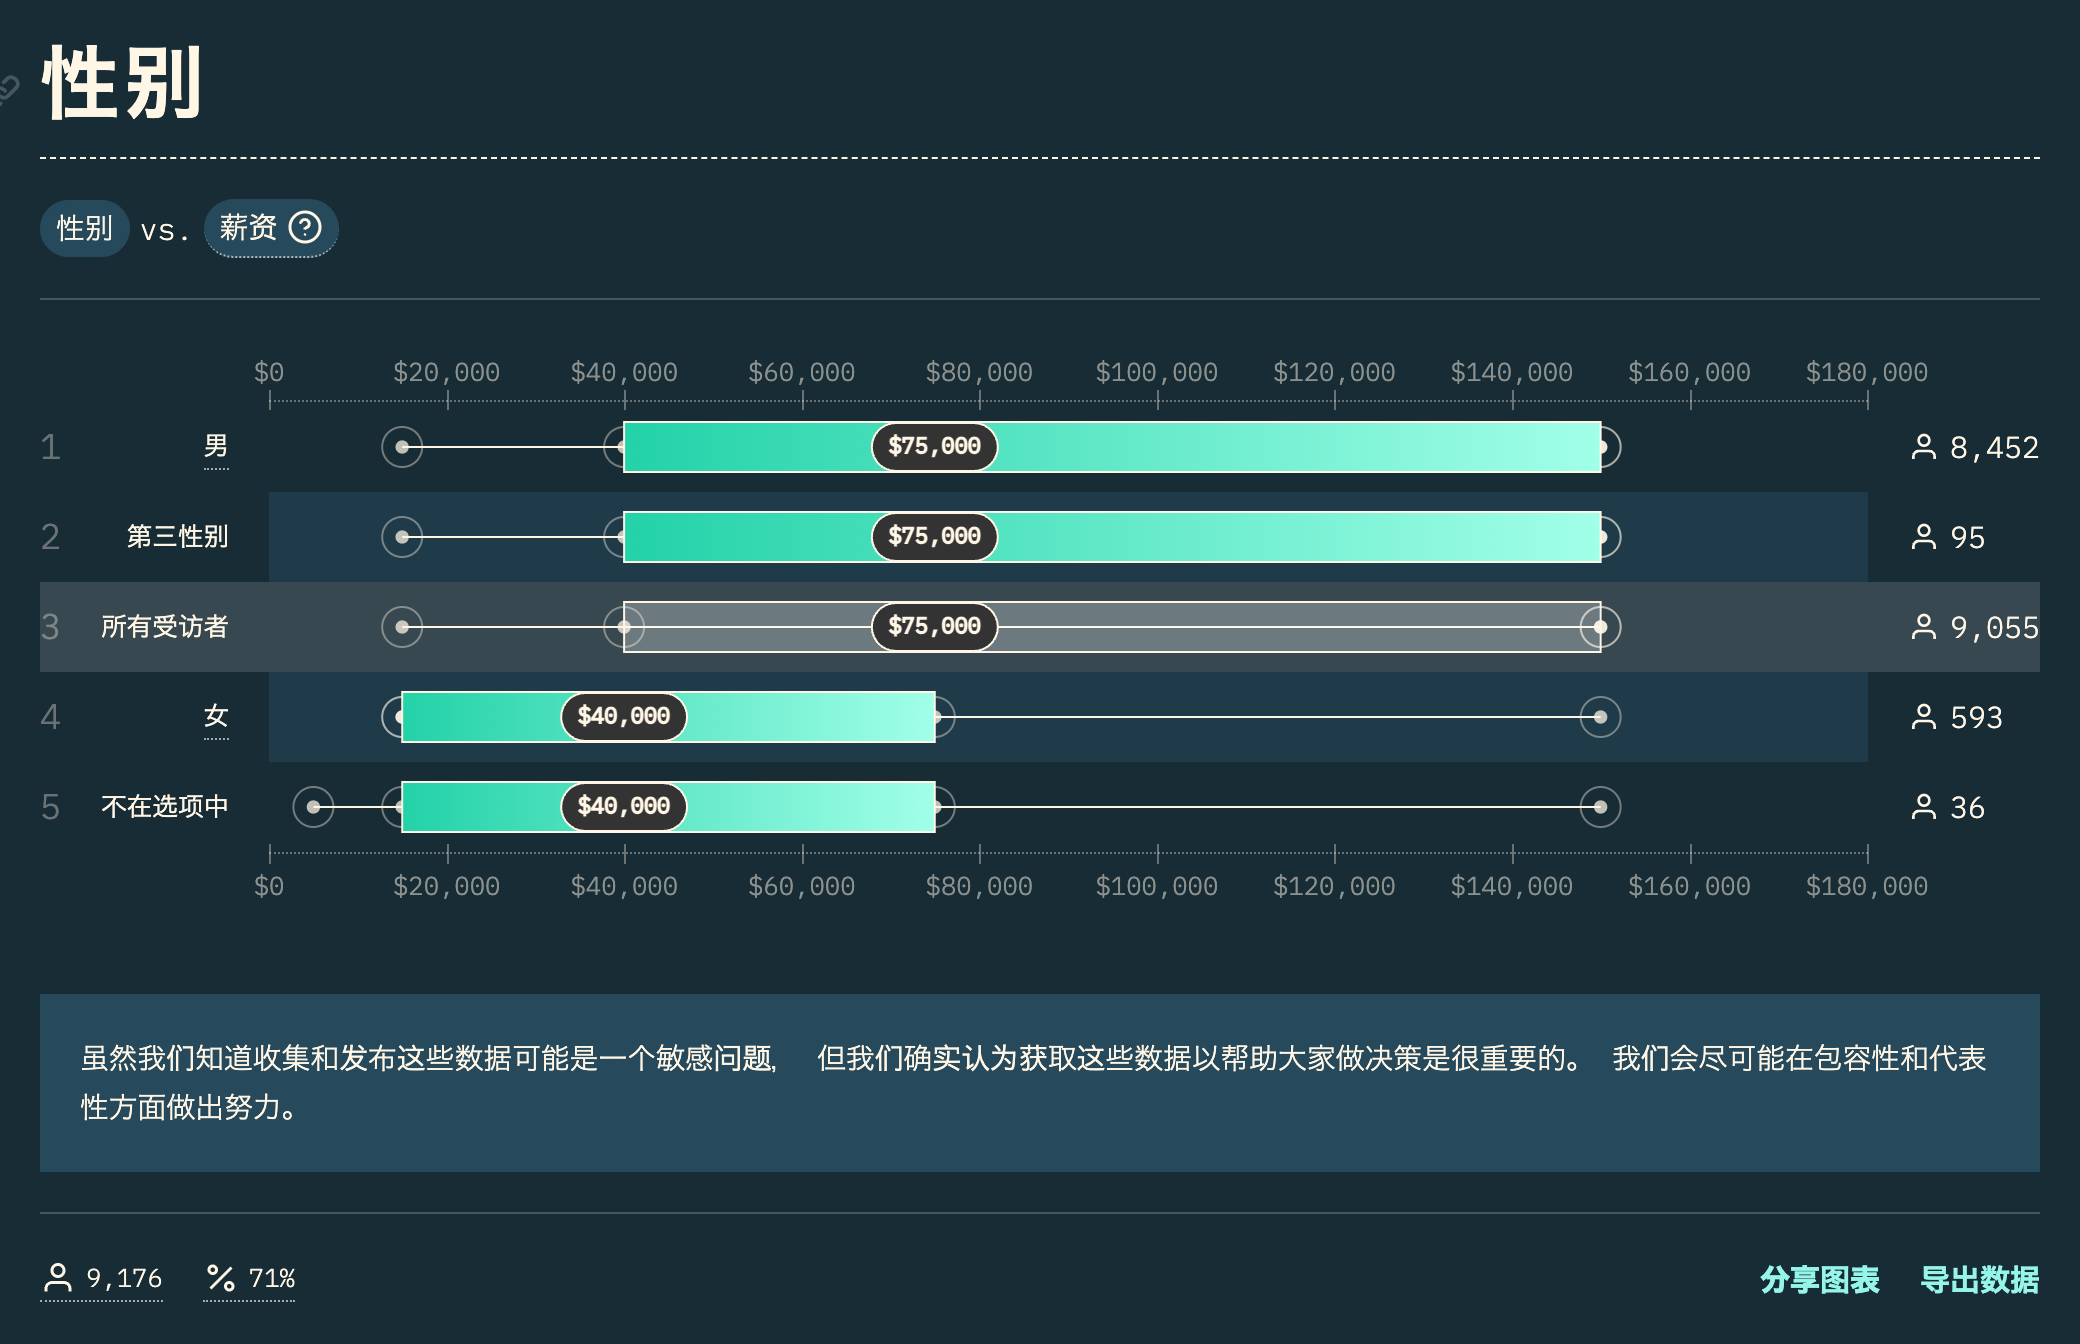 性别
性别 vs. 薪资
$0 $20,000 $40,000 $60,000 $80,000 $100,000 $120,000 $140,000 $160,000 $180,000
1 男 $75,000 8,452
2 第三性别 $75,000 95
3 所有受访者 $75,000 9,055
4 女 $40,000 593
5 不在选项中 $40,000 36
$0 $20,000 $40,000 $60,000 $80,000 $100,000 $120,000 $140,000 $160,000 $180,000
虽然我们知道收集和发布这些数据可能是一个敏感问题， 但我们确实认为获取这些数据以帮助大家做决策是很重要的。 我们会尽可能在包容性和代表
性方面做出努力。
9,176 71% 分享图表 导出数据